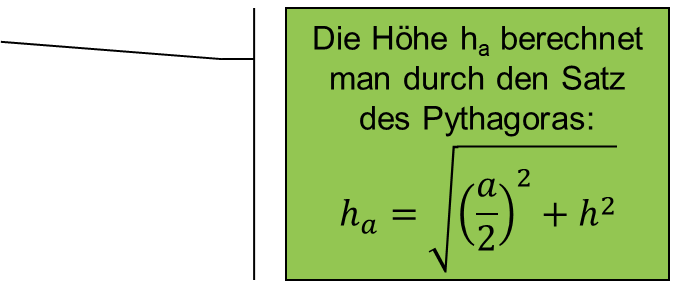 Die Höhe hₐ berechnet
man durch den Satz
des Pythagoras:
hₐ = √((a/2)² + h²)